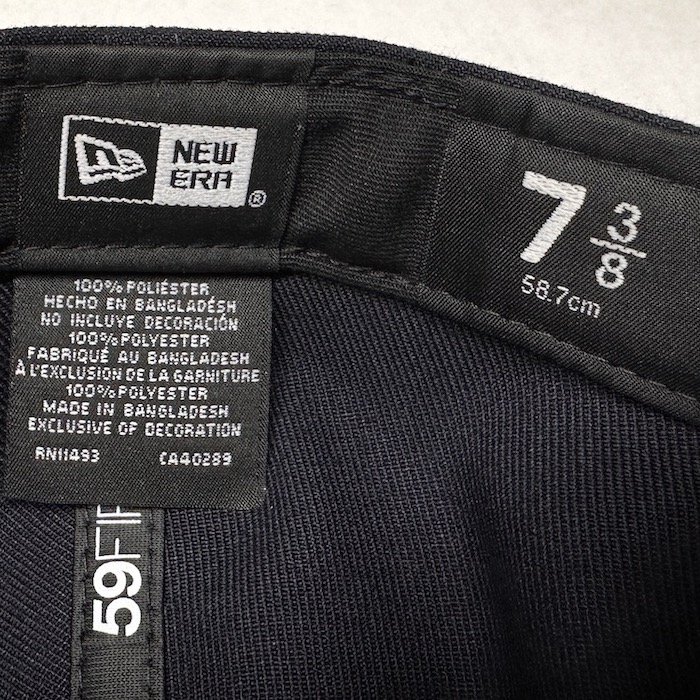 NEW
ERA
®
7 3/8
58.7cm
100% POLIÉSTER
HECHO EN BANGLADÉSH
NO INCLUYE DECORACIÓN
100% POLYESTER
FABRIQUÉ AU BANGLADESH
À L'EXCLUSION DE LA GARNITURE
100% POLYESTER
MADE IN BANGLADESH
EXCLUSIVE OF DECORATION
RN11493 CA40289
59FIF